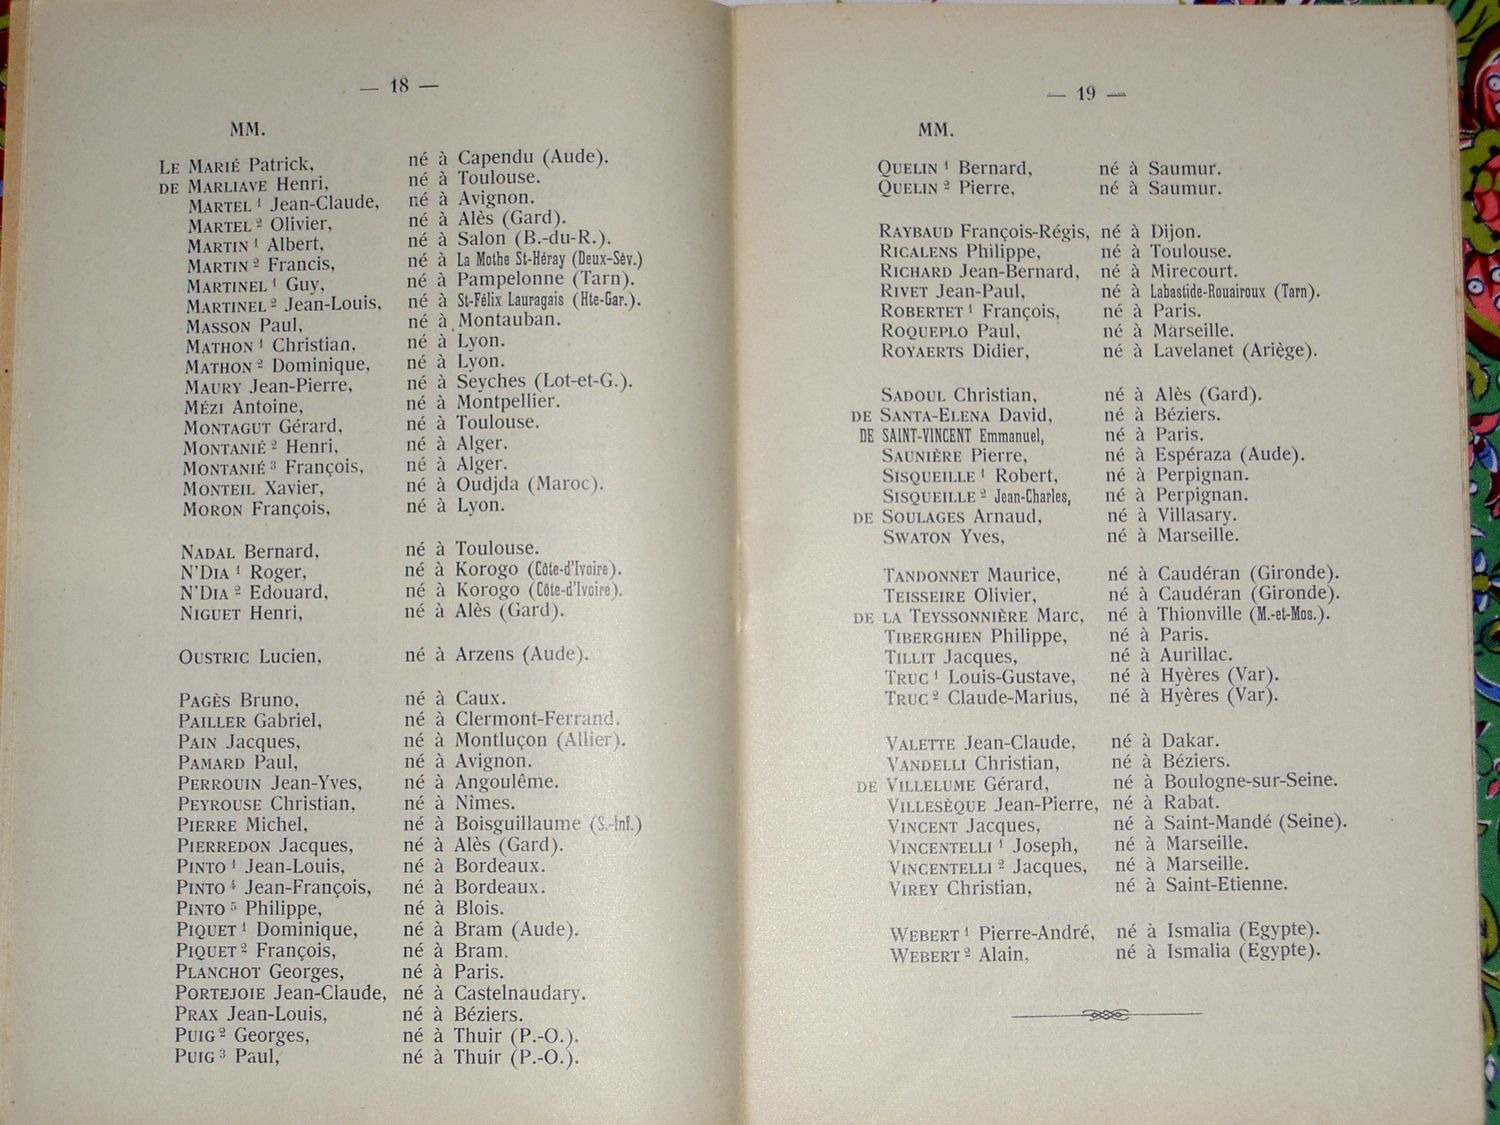 — 18 —
MM.
LE MARIÉ Patrick, né à Capendu (Aude).
DE MARLIAVE Henri, né à Toulouse.
MARTEL ¹ Jean-Claude, né à Avignon.
MARTEL ² Olivier, né à Alès (Gard).
MARTIN ¹ Albert, né à Salon (B.-du-R.).
MARTIN ² Francis, né à La Mothe St-Héray (Deux-Sèv.)
MARTINEL ¹ Guy, né à Pampelonne (Tarn).
MARTINEL ² Jean-Louis, né à St-Félix Lauragais (Hte-Gar.).
MASSON Paul, né à Montauban.
MATHON ¹ Christian, né à Lyon.
MATHON ² Dominique, né à Lyon.
MAURY Jean-Pierre, né à Seyches (Lot-et-G.).
MÉZI Antoine, né à Montpellier.
MONTAGUT Gérard, né à Toulouse.
MONTANIÉ ² Henri, né à Alger.
MONTANIÉ ³ François, né à Alger.
MONTEIL Xavier, né à Oudjda (Maroc).
MORON François, né à Lyon.
NADAL Bernard, né à Toulouse.
N'DIA ¹ Roger, né à Korogo (Côte-d'Ivoire).
N'DIA ² Edouard, né à Korogo (Côte-d'Ivoire).
NIGUET Henri, né à Alès (Gard).
OUSTRIC Lucien, né à Arzens (Aude).
PAGÈS Bruno, né à Caux.
PAILLER Gabriel, né à Clermont-Ferrand.
PAIN Jacques, né à Montluçon (Allier).
PAMARD Paul, né à Avignon.
PERROUIN Jean-Yves, né à Angoulême.
PEYROUSE Christian, né à Nîmes.
PIERRE Michel, né à Boisguillaume (S.-Inf.)
PIERREDON Jacques, né à Alès (Gard).
PINTO ¹ Jean-Louis, né à Bordeaux.
PINTO ⁴ Jean-François, né à Bordeaux.
PINTO ⁵ Philippe, né à Blois.
PIQUET ¹ Dominique, né à Bram (Aude).
PIQUET ² François, né à Bram.
PLANCHOT Georges, né à Paris.
PORTEJOIE Jean-Claude, né à Castelnaudary.
PRAX Jean-Louis, né à Béziers.
PUIG ² Georges, né à Thuir (P.-O.).
PUIG ³ Paul, né à Thuir (P.-O.).
— 19 —
MM.
QUELIN ¹ Bernard, né à Saumur.
QUELIN ² Pierre, né à Saumur.
RAYBAUD François-Régis, né à Dijon.
RICALENS Philippe, né à Toulouse.
RICHARD Jean-Bernard, né à Mirecourt.
RIVET Jean-Paul, né à Labastide-Rouairoux (Tarn).
ROBERTET ¹ François, né à Paris.
ROQUEPLO Paul, né à Marseille.
ROYAERTS Didier, né à Lavelanet (Ariège).
SADOUL Christian, né à Alès (Gard).
DE SANTA-ELENA David, né à Béziers.
DE SAINT-VINCENT Emmanuel, né à Paris.
SAUNIÈRE Pierre, né à Espéraza (Aude).
SISQUEILLE ¹ Robert, né à Perpignan.
SISQUEILLE ² Jean-Charles, né à Perpignan.
DE SOULAGES Arnaud, né à Villasary.
SWATON Yves, né à Marseille.
TANDONNET Maurice, né à Caudéran (Gironde).
TEISSEIRE Olivier, né à Caudéran (Gironde).
DE LA TEYSSONNIÈRE Marc, né à Thionville (M.-et-Mos.).
TIBERGHIEN Philippe, né à Paris.
TILLIT Jacques, né à Aurillac.
TRUC ¹ Louis-Gustave, né à Hyères (Var).
TRUC ² Claude-Marius, né à Hyères (Var).
VALETTE Jean-Claude, né à Dakar.
VANDELLI Christian, né à Béziers.
DE VILLELUME Gérard, né à Boulogne-sur-Seine.
VILLESÈQUE Jean-Pierre, né à Rabat.
VINCENT Jacques, né à Saint-Mandé (Seine).
VINCENTELLI ¹ Joseph, né à Marseille.
VINCENTELLI ² Jacques, né à Marseille.
VIREY Christian, né à Saint-Etienne.
WEBERT ¹ Pierre-André, né à Ismalia (Egypte).
WEBERT ² Alain, né à Ismalia (Egypte).